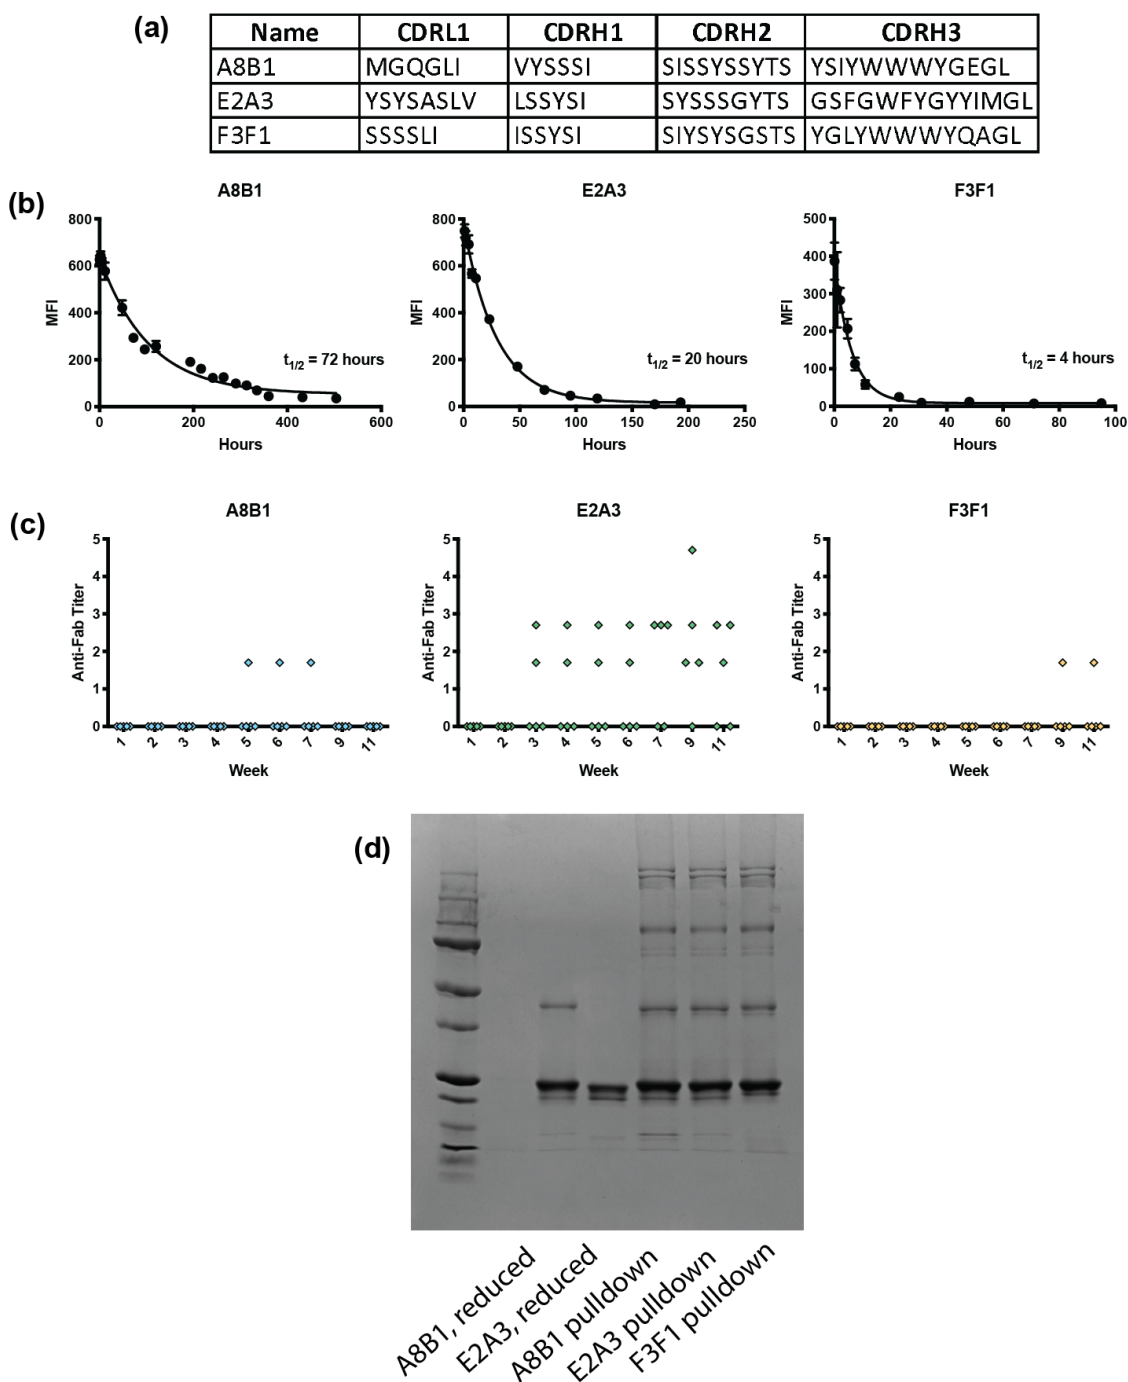 (a)
Name CDRL1 CDRH1 CDRH2 CDRH3
A8B1 MGQGLI VYSSSI SISSYSSYTS YSIYWWWYGEGL
E2A3 YSYSASLV LSSYSI SYSSSGYTS GSFGWFYGYYIMGL
F3F1 SSSSLI ISSYSI SIYSYSGSTS YGLYWWWYQAGL
(b)
A8B1 E2A3 F3F1
800 800 500
400
600 600
300
MFI 400 MFI 400 MFI
200
200 t1/2 = 72 hours 200 t1/2 = 20 hours 100 t1/2 = 4 hours
0 0 0
0 200 400 600 0 50 100 150 200 250 0 20 40 60 80 100
Hours Hours Hours
(c)
A8B1 E2A3 F3F1
5 5 5
4 4 4
3 3 3
Anti-Fab Titer Anti-Fab Titer Anti-Fab Titer
2 2 2
1 1 1
0 0 0
1 2 3 4 5 6 7 9 11 1 2 3 4 5 6 7 9 11 1 2 3 4 5 6 7 9 11
Week Week Week
(d)
A8B1, reduced
E2A3, reduced
A8B1 pulldown
E2A3 pulldown
F3F1 pulldown